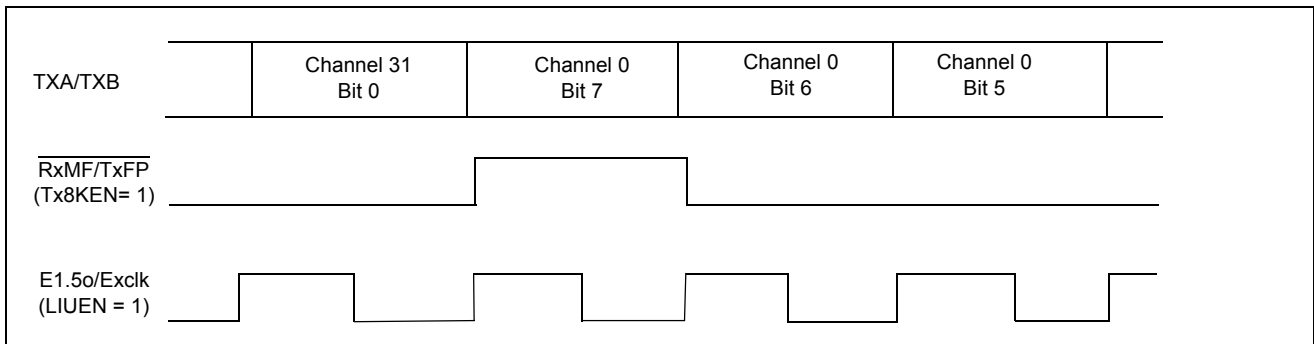 TXA/TXB
Channel 31
Bit 0
Channel 0
Bit 7
Channel 0
Bit 6
Channel 0
Bit 5
RxMF/TxFP
(Tx8KEN= 1)
E1.5o/Exclk
(LIUEN = 1)